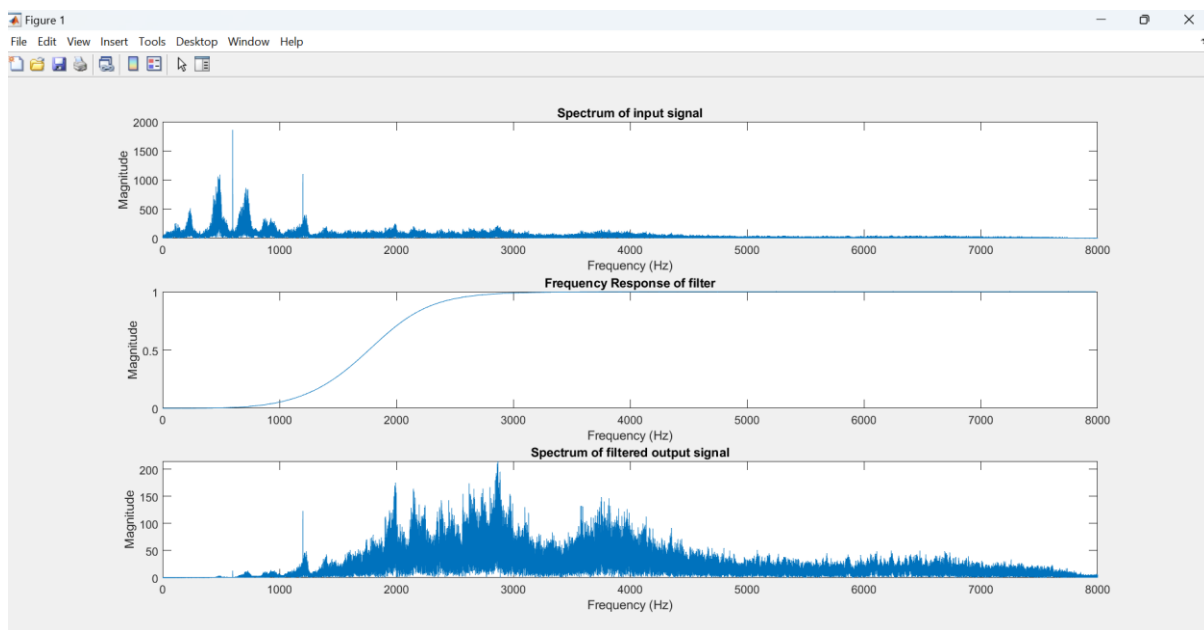 Figure 1
File Edit View Insert Tools Desktop Window Help
Spectrum of input signal
2000
1500
1000
500
0
Magnitude
0 1000 2000 3000 4000 5000 6000 7000 8000
Frequency (Hz)
Frequency Response of filter
1
0.5
0
Magnitude
0 1000 2000 3000 4000 5000 6000 7000 8000
Frequency (Hz)
Spectrum of filtered output signal
200
150
100
50
0
Magnitude
0 1000 2000 3000 4000 5000 6000 7000 8000
Frequency (Hz)